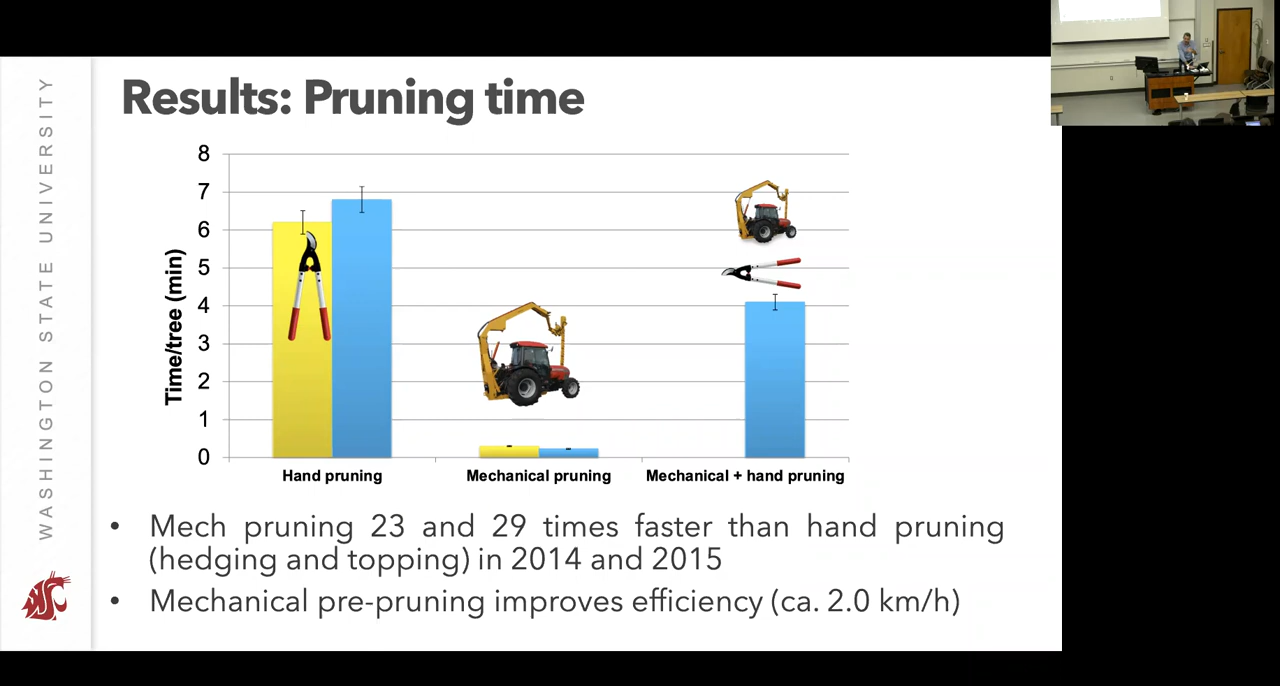 WASHINGTON STATE UNIVERSITY
Results: Pruning time
Time/tree (min)
8
7
6
5
4
3
2
1
0
Hand pruning
Mechanical pruning
Mechanical + hand pruning
• Mech pruning 23 and 29 times faster than hand pruning
(hedging and topping) in 2014 and 2015
• Mechanical pre-pruning improves efficiency (ca. 2.0 km/h)